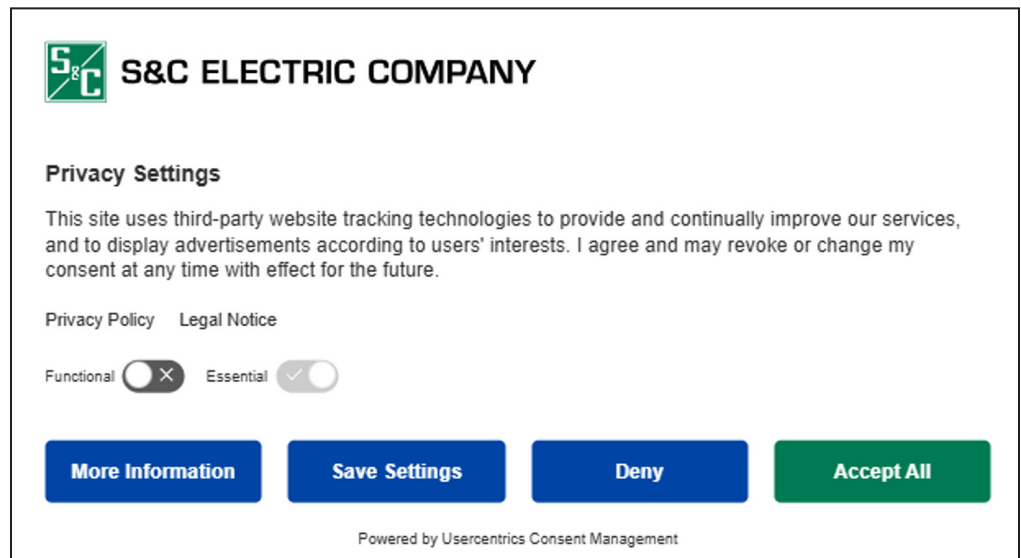 S&C S&C ELECTRIC COMPANY
Privacy Settings
This site uses third-party website tracking technologies to provide and continually improve our services,
and to display advertisements according to users' interests. I agree and may revoke or change my
consent at any time with effect for the future.
Privacy Policy Legal Notice
Functional Essential
More Information Save Settings Deny Accept All
Powered by Usercentrics Consent Management